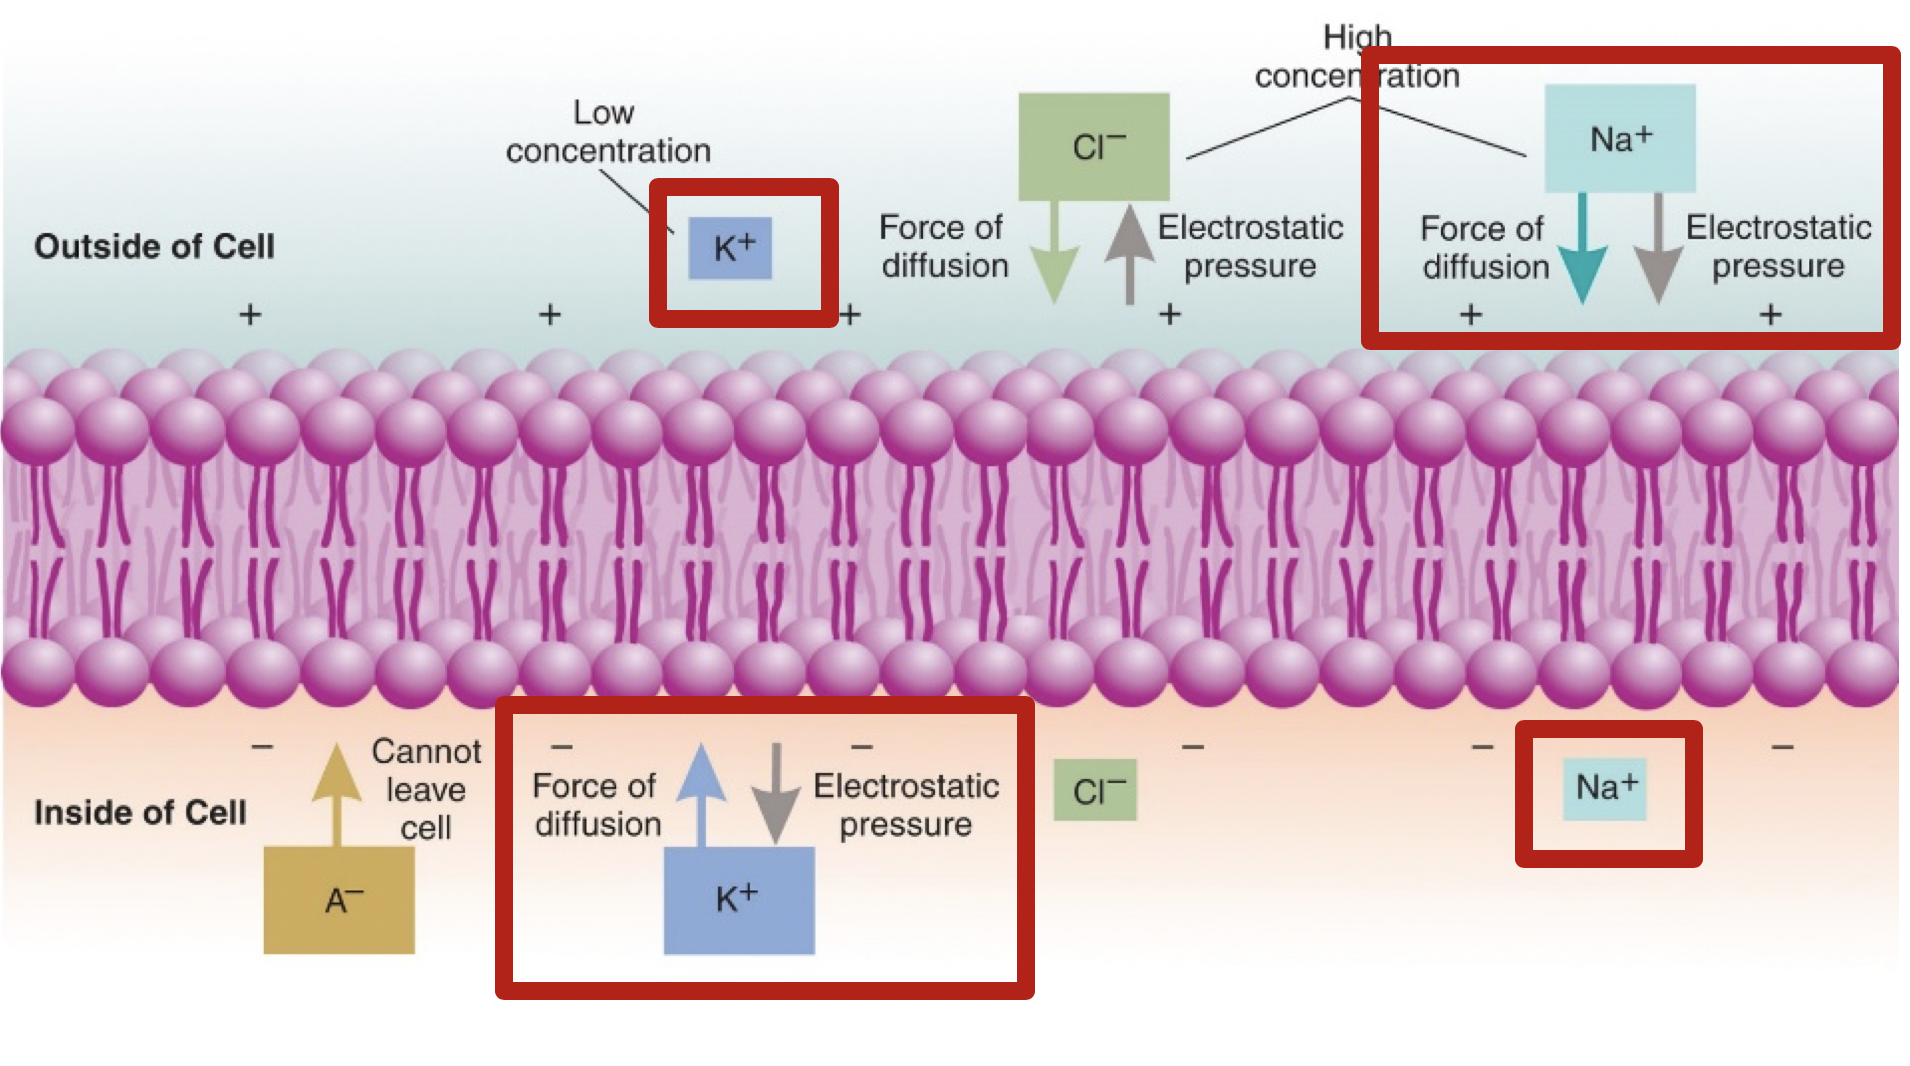 High
concentration
Low
concentration
Cl−
Na+
K+
Outside of Cell
Force of
diffusion
Electrostatic
pressure
Force of
diffusion
Electrostatic
pressure
+ + + + + +
− − − − − −
Cannot
leave
cell
Inside of Cell
A−
Force of
diffusion
Electrostatic
pressure
K+
Cl−
Na+